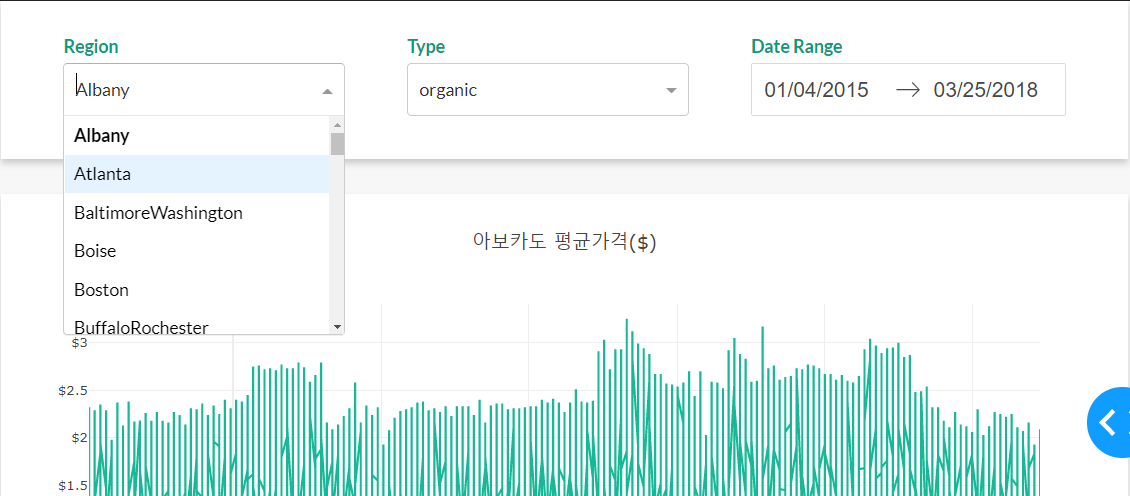 Region Type Date Range
Albany organic 01/04/2015 → 03/25/2018
Albany
Atlanta
BaltimoreWashington
Boise
Boston
BuffaloRochester
아보카도 평균가격($)
$3
$2.5
$2
$1.5